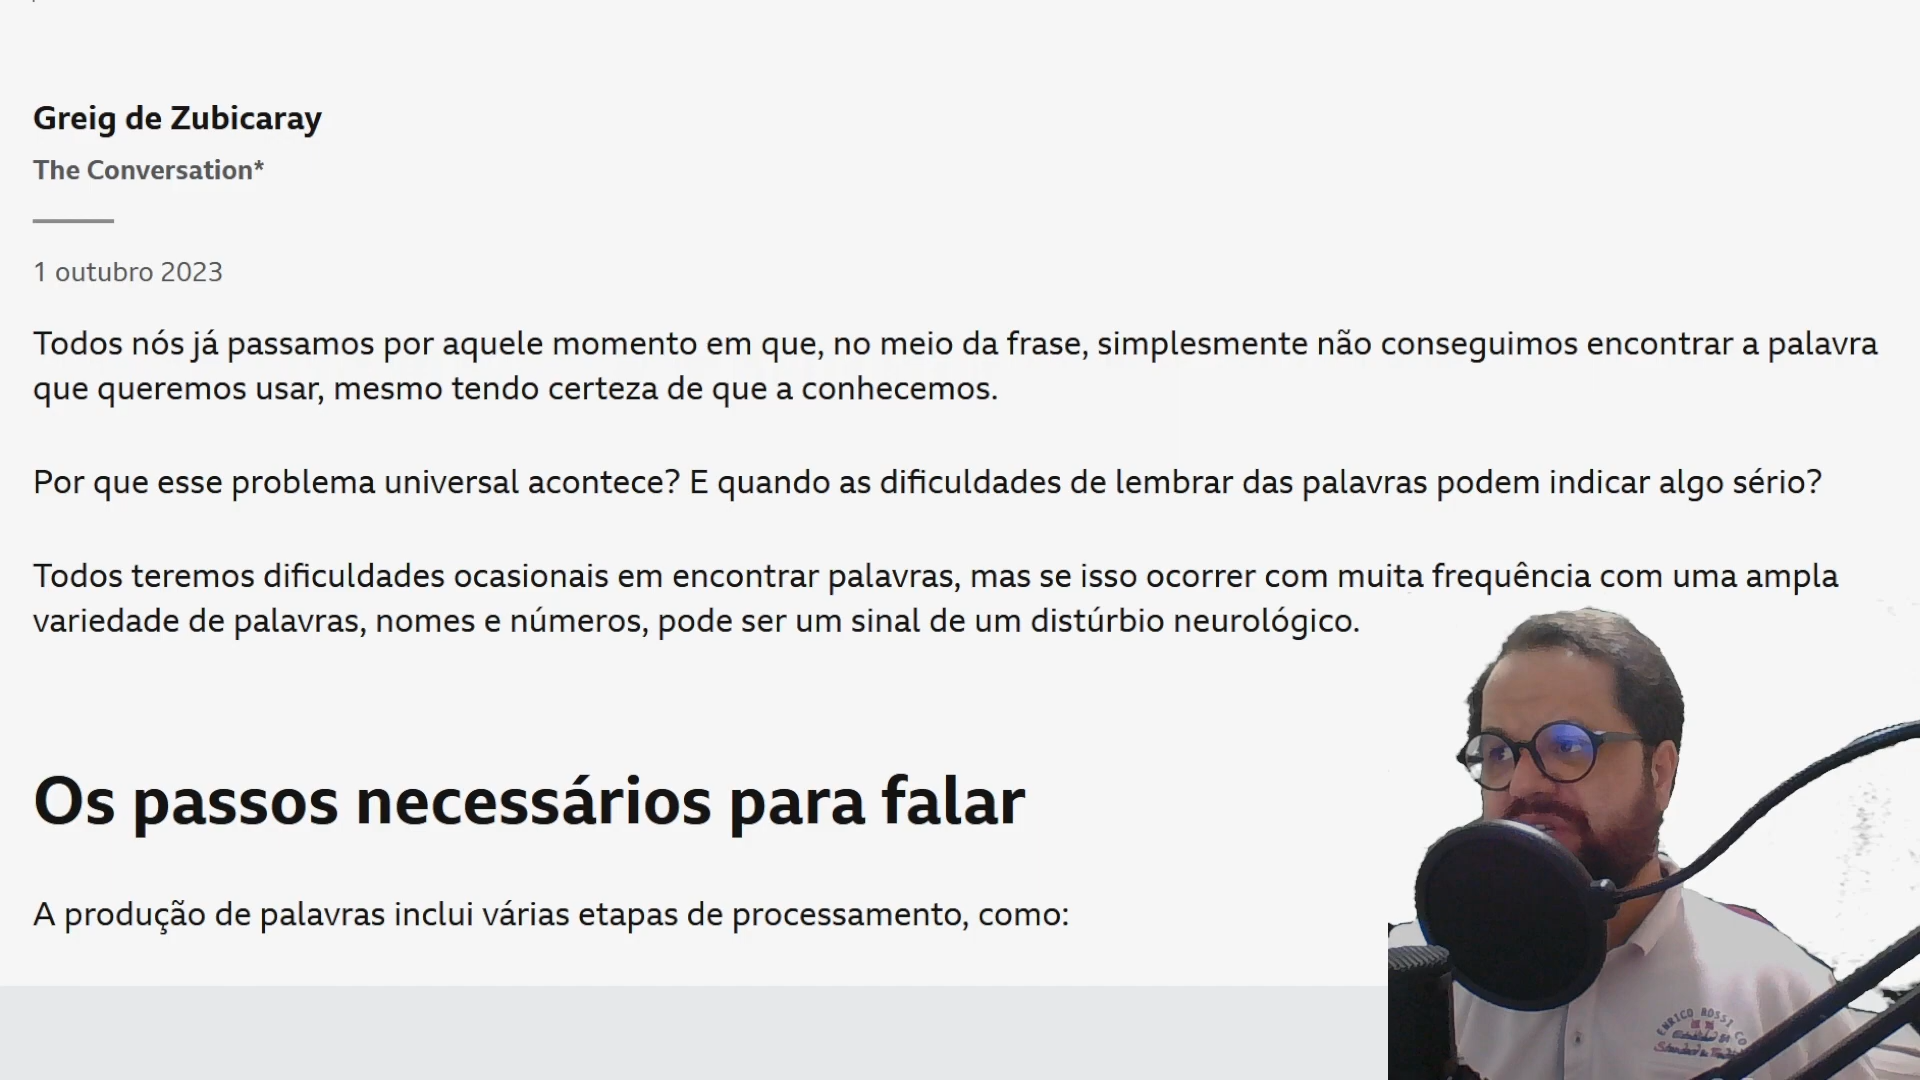 Greig de Zubicaray
The Conversation*
1 outubro 2023
Todos nós já passamos por aquele momento em que, no meio da frase, simplesmente não conseguimos encontrar a palavra
que queremos usar, mesmo tendo certeza de que a conhecemos.
Por que esse problema universal acontece? E quando as dificuldades de lembrar das palavras podem indicar algo sério?
Todos teremos dificuldades ocasionais em encontrar palavras, mas se isso ocorrer com muita frequência com uma ampla
variedade de palavras, nomes e números, pode ser um sinal de um distúrbio neurológico.
Os passos necessários para falar
A produção de palavras inclui várias etapas de processamento, como:
ENRICO ROSSI CO